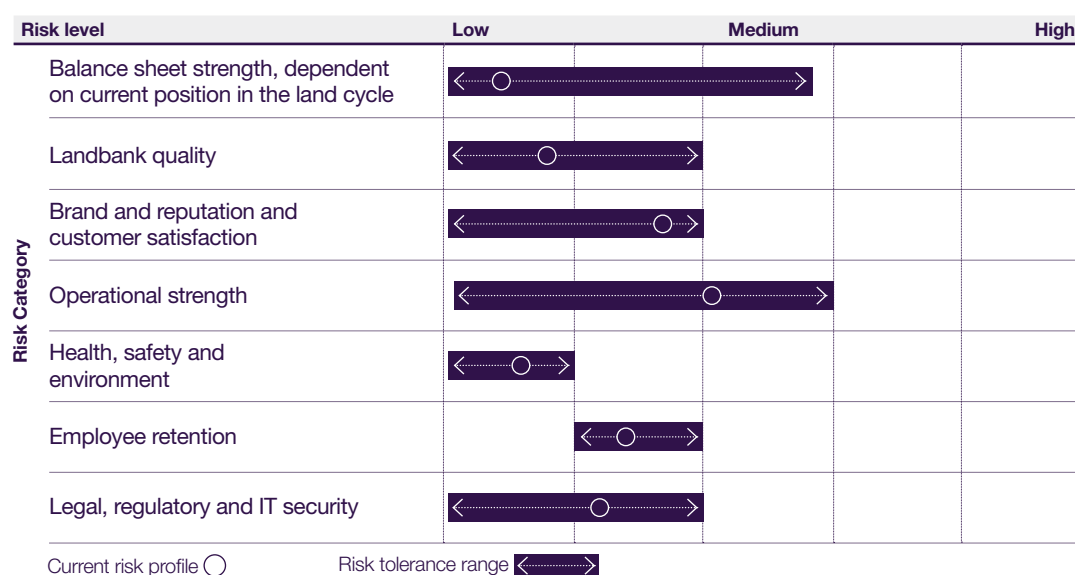 Risk level Low Medium High
Balance sheet strength, dependent
on current position in the land cycle
Landbank quality
Brand and reputation and
customer satisfaction
Risk Category
Operational strength
Health, safety and
environment
Employee retention
Legal, regulatory and IT security
Current risk profile Risk tolerance range